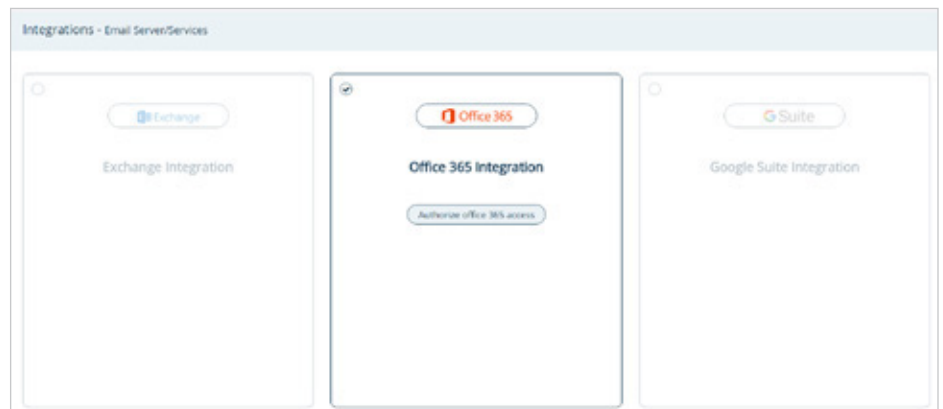 Integrations - Email Server/Services
Exchange
Exchange Integration
Office 365
Office 365 Integration
Authorize office 365 access
G Suite
Google Suite Integration